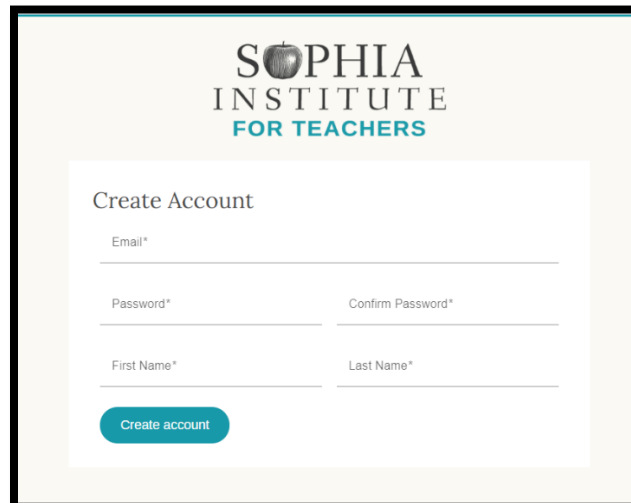 SOPHIA
INSTITUTE
FOR TEACHERS
Create Account
Email*
Password* Confirm Password*
First Name* Last Name*
Create account